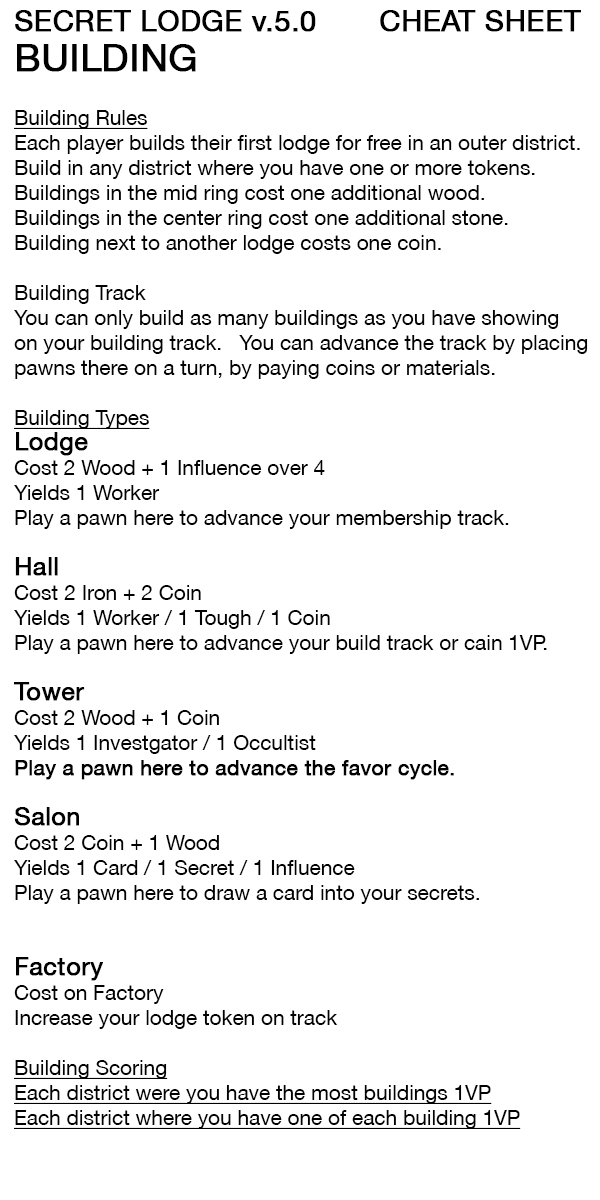 SECRET LODGE v.5.0 CHEAT SHEET
BUILDING
Building Rules
Each player builds their first lodge for free in an outer district.
Build in any district where you have one or more tokens.
Buildings in the mid ring cost one additional wood.
Buildings in the center ring cost one additional stone.
Building next to another lodge costs one coin.
Building Track
You can only build as many buildings as you have showing
on your building track. You can advance the track by placing
pawns there on a turn, by paying coins or materials.
Building Types
Lodge
Cost 2 Wood + 1 Influence over 4
Yields 1 Worker
Play a pawn here to advance your membership track.
Hall
Cost 2 Iron + 2 Coin
Yields 1 Worker / 1 Tough / 1 Coin
Play a pawn here to advance your build track or cain 1VP.
Tower
Cost 2 Wood + 1 Coin
Yields 1 Investgator / 1 Occultist
Play a pawn here to advance the favor cycle.
Salon
Cost 2 Coin + 1 Wood
Yields 1 Card / 1 Secret / 1 Influence
Play a pawn here to draw a card into your secrets.
Factory
Cost on Factory
Increase your lodge token on track
Building Scoring
Each district were you have the most buildings 1VP
Each district where you have one of each building 1VP